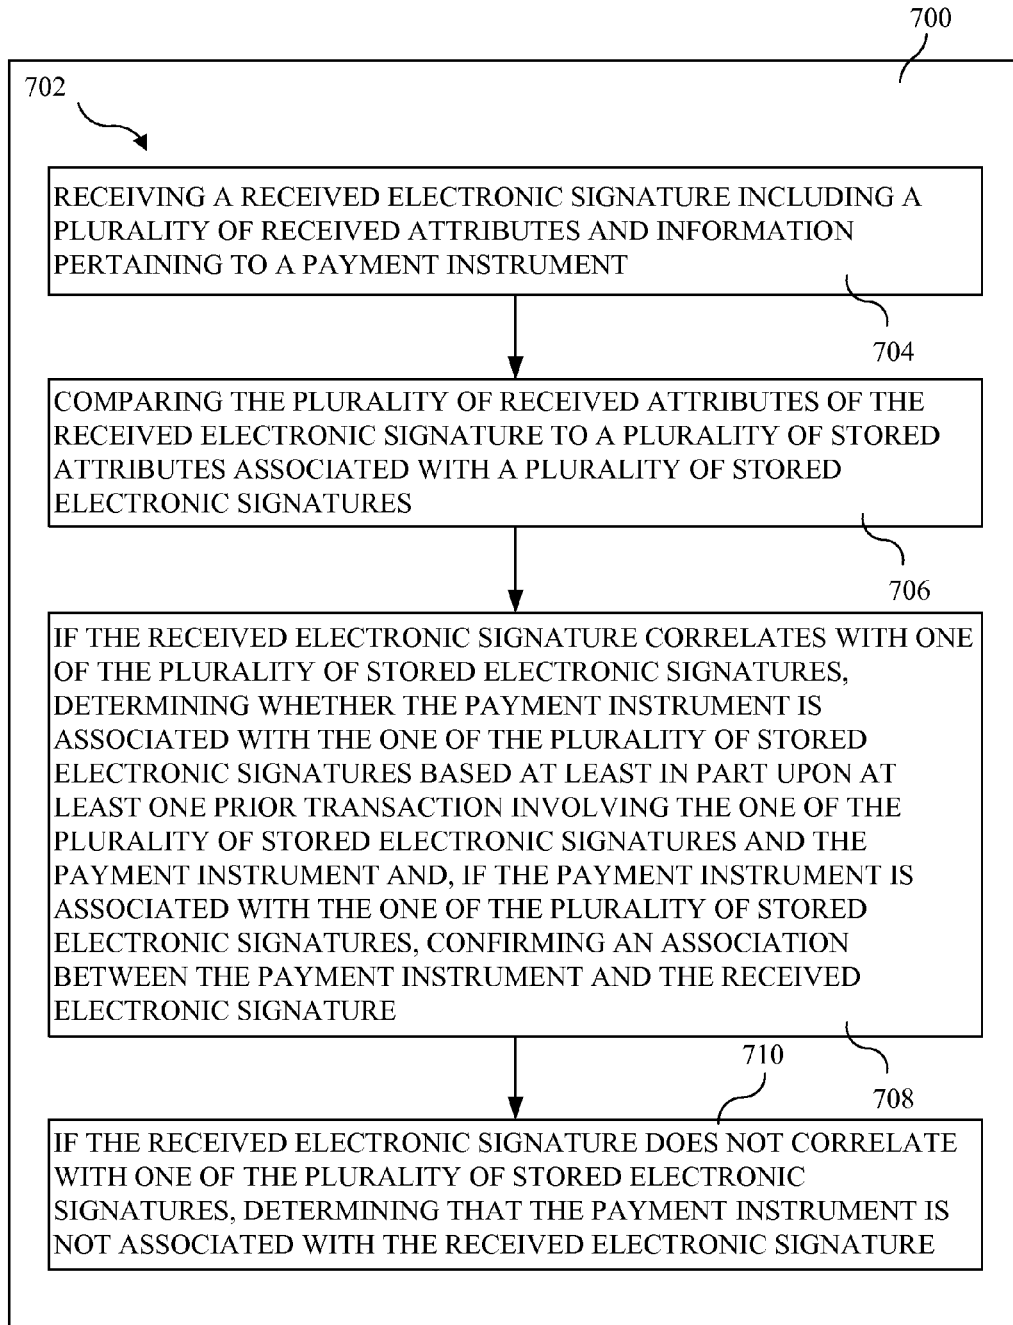 700
702
RECEIVING A RECEIVED ELECTRONIC SIGNATURE INCLUDING A
PLURALITY OF RECEIVED ATTRIBUTES AND INFORMATION
PERTAINING TO A PAYMENT INSTRUMENT
704
COMPARING THE PLURALITY OF RECEIVED ATTRIBUTES OF THE
RECEIVED ELECTRONIC SIGNATURE TO A PLURALITY OF STORED
ATTRIBUTES ASSOCIATED WITH A PLURALITY OF STORED
ELECTRONIC SIGNATURES
706
IF THE RECEIVED ELECTRONIC SIGNATURE CORRELATES WITH ONE
OF THE PLURALITY OF STORED ELECTRONIC SIGNATURES,
DETERMINING WHETHER THE PAYMENT INSTRUMENT IS
ASSOCIATED WITH THE ONE OF THE PLURALITY OF STORED
ELECTRONIC SIGNATURES BASED AT LEAST IN PART UPON AT
LEAST ONE PRIOR TRANSACTION INVOLVING THE ONE OF THE
PLURALITY OF STORED ELECTRONIC SIGNATURES AND THE
PAYMENT INSTRUMENT AND, IF THE PAYMENT INSTRUMENT IS
ASSOCIATED WITH THE ONE OF THE PLURALITY OF STORED
ELECTRONIC SIGNATURES, CONFIRMING AN ASSOCIATION
BETWEEN THE PAYMENT INSTRUMENT AND THE RECEIVED
ELECTRONIC SIGNATURE
710
708
IF THE RECEIVED ELECTRONIC SIGNATURE DOES NOT CORRELATE
WITH ONE OF THE PLURALITY OF STORED ELECTRONIC
SIGNATURES, DETERMINING THAT THE PAYMENT INSTRUMENT IS
NOT ASSOCIATED WITH THE RECEIVED ELECTRONIC SIGNATURE